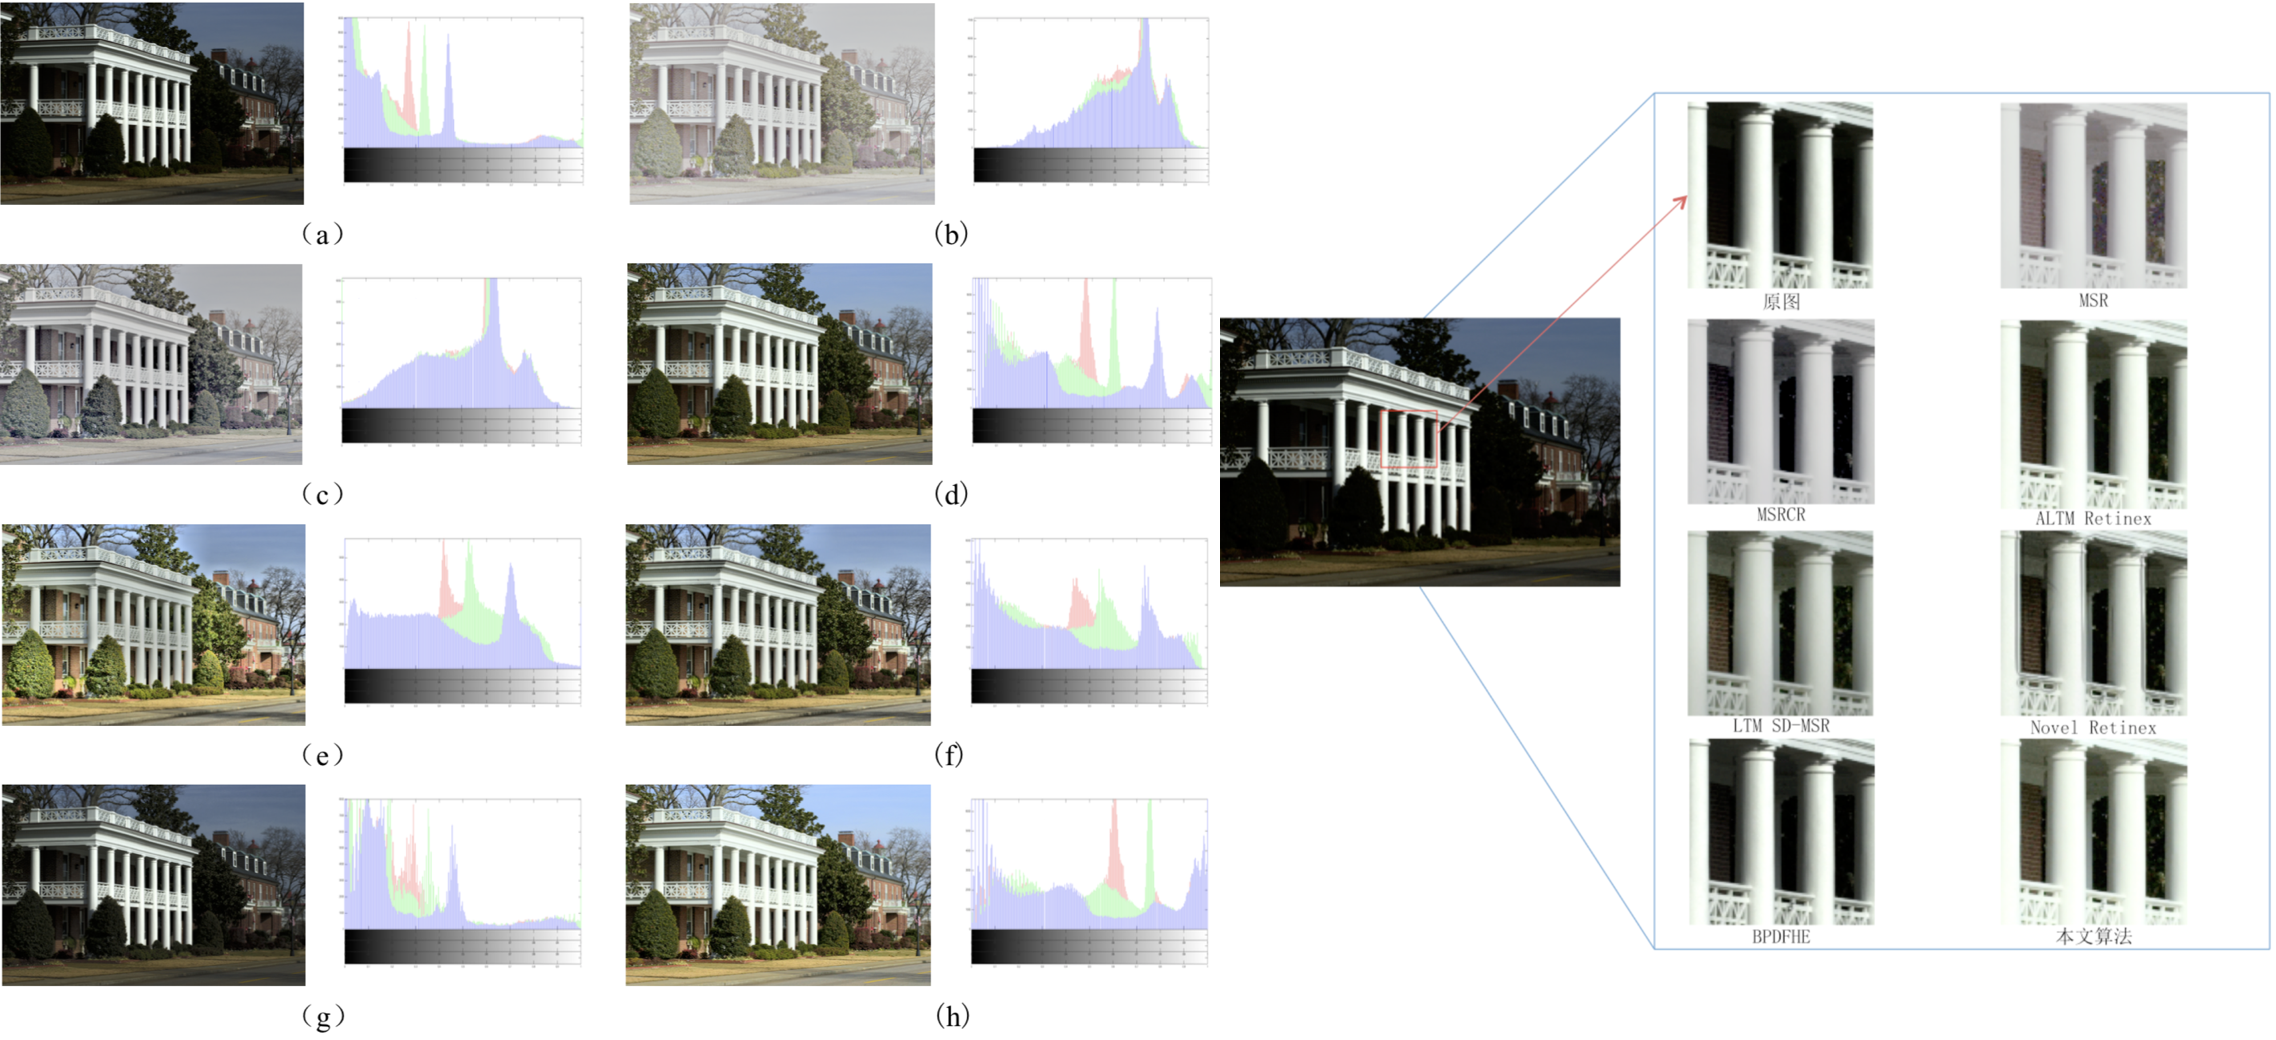 （a）
(b)
（c）
(d)
（e）
(f)
（g）
(h)
原图
MSR
MSRCR
ALTM Retinex
LTM SD-MSR
Novel Retinex
BPDFHE
本文算法